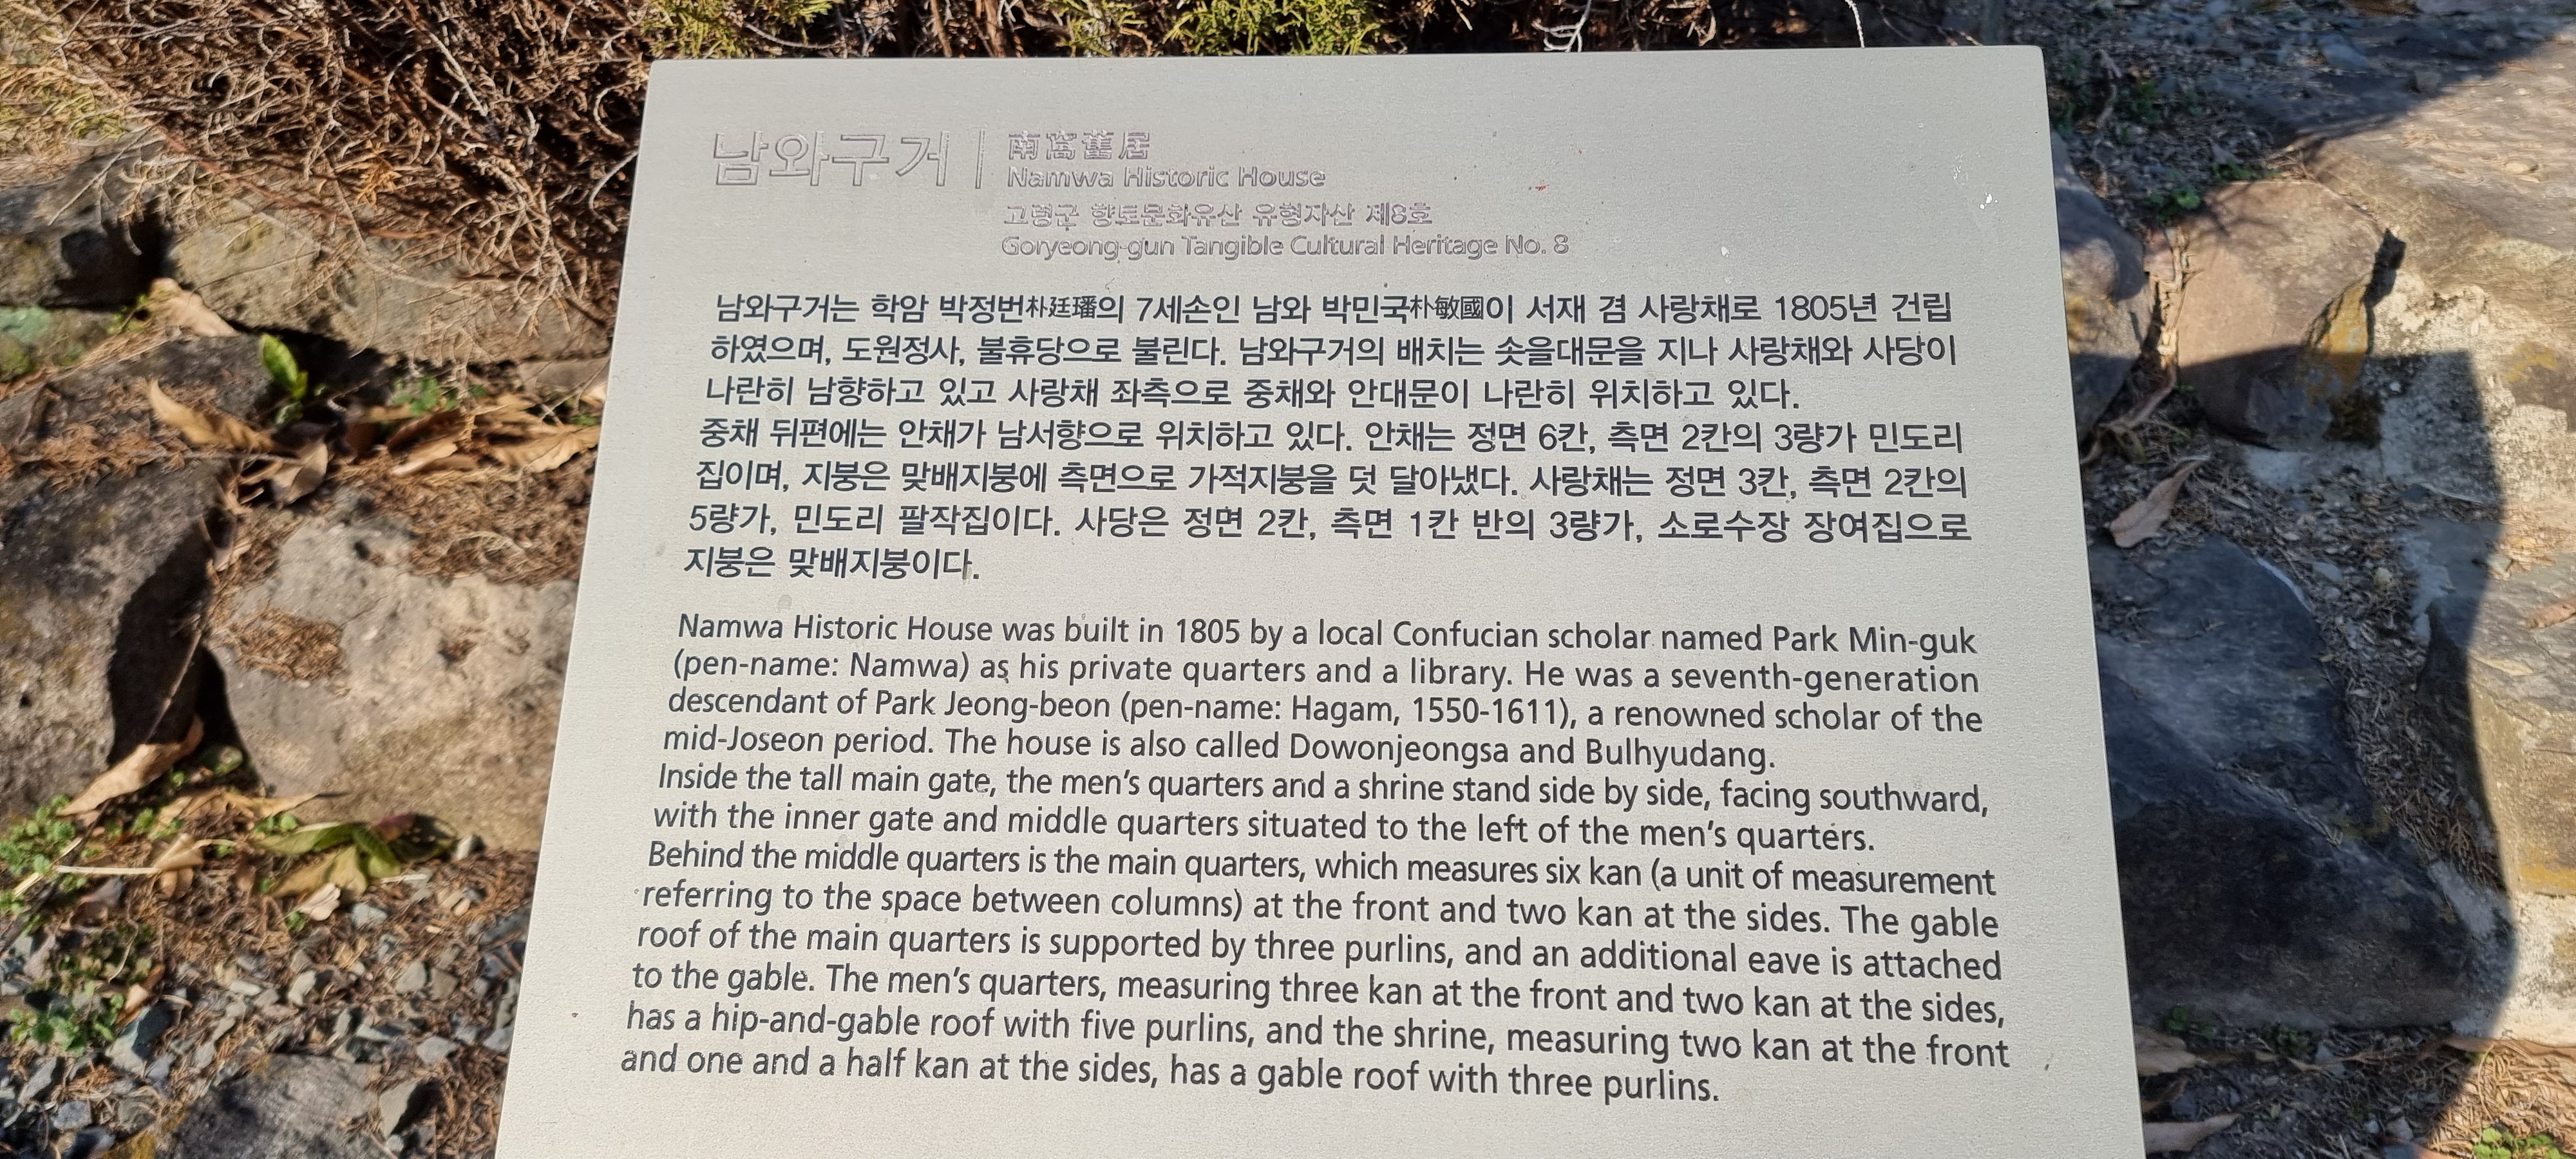 남와구거
南窩舊居
Namwa Historic House
고령군 향토문화유산 유형자산 제8호
Goryeong-gun Tangible Cultural Heritage No. 8
남와구거는 학암 박정번朴廷璠의 7세손인 남와 박민국朴敏國이 서재 겸 사랑채로 1805년 건립
하였으며, 도원정사, 불휴당으로 불린다. 남와구거의 배치는 솟을대문을 지나 사랑채와 사당이
나란히 남향하고 있고 사랑채 좌측으로 중채와 안대문이 나란히 위치하고 있다.
중채 뒤편에는 안채가 남서향으로 위치하고 있다. 안채는 정면 6칸, 측면 2칸의 3량가 민도리
집이며, 지붕은 맞배지붕에 측면으로 가적지붕을 덧 달아냈다. 사랑채는 정면 3칸, 측면 2칸의
5량가, 민도리 팔작집이다. 사당은 정면 2칸, 측면 1칸 반의 3량가, 소로수장 장여집으로
지붕은 맞배지붕이다.
Namwa Historic House was built in 1805 by a local Confucian scholar named Park Min-guk
(pen-name: Namwa) as his private quarters and a library. He was a seventh-generation
descendant of Park Jeong-beon (pen-name: Hagam, 1550-1611), a renowned scholar of the
mid-Joseon period. The house is also called Dowonjeongsa and Bulhyudang.
Inside the tall main gate, the men's quarters and a shrine stand side by side, facing southward,
with the inner gate and middle quarters situated to the left of the men's quarters.
Behind the middle quarters is the main quarters, which measures six kan (a unit of measurement
referring to the space between columns) at the front and two kan at the sides. The gable
roof of the main quarters is supported by three purlins, and an additional eave is attached
to the gable. The men's quarters, measuring three kan at the front and two kan at the sides,
has a hip-and-gable roof with five purlins, and the shrine, measuring two kan at the front
and one and a half kan at the sides, has a gable roof with three purlins.